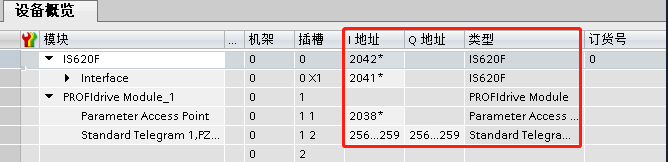 设备概览
模块 ... 机架 插槽 I 地址 Q 地址 类型 订货号
IS620F 0 0 2042* IS620F 0
Interface 0 0 X1 2041* IS620F
PROFIdrive Module_1 0 1 PROFIdrive Module
Parameter Access Point 0 1 1 2038* Parameter Access ...
Standard Telegram 1,PZ... 0 1 2 256...259 256...259 Standard Telegra...
0 2